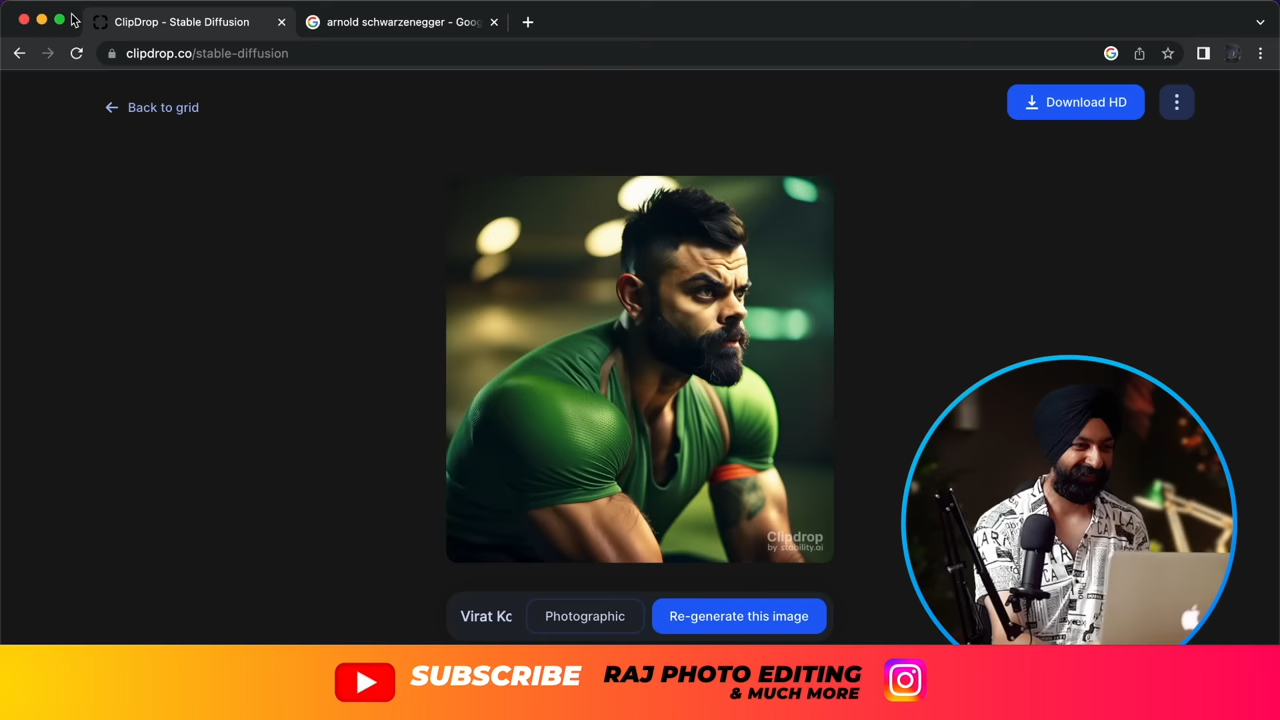 ClipDrop - Stable Diffusion
arnold schwarzenegger - Goog
clipdrop.co/stable-diffusion
Back to grid
Download HD
Clipdrop
by stability.ai
Virat Ko
Photographic
Re-generate this image
SUBSCRIBE
RAJ PHOTO EDITING
& MUCH MORE